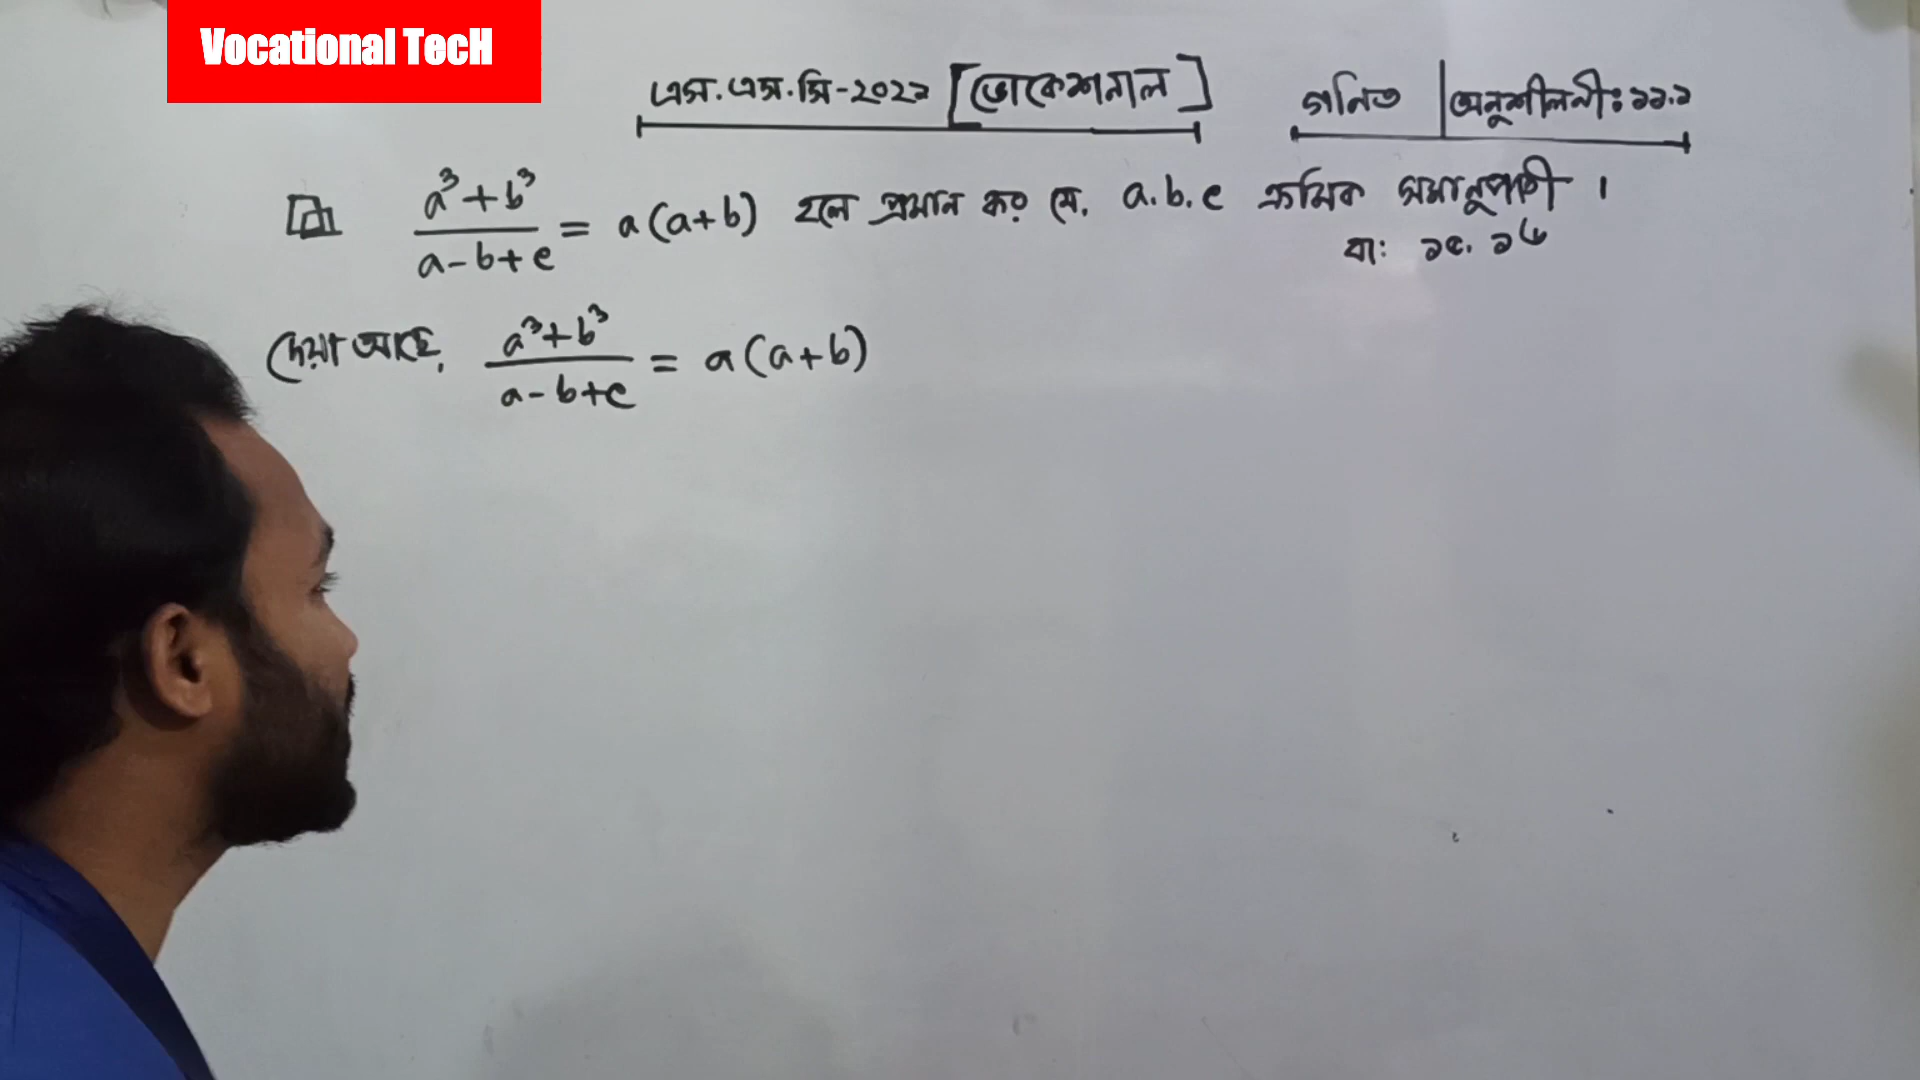 Vocational TecH
এস.এস.সি-২০২২ [ভোকেশনাল] গনিত | অনুশীলনী: ১১.১
a³+b³/a-b+c = a(a+b) হলে প্রমান কর যে, a.b.c ক্রমিক সমানুপাতী ।
বা: ১৫. ১৬
দেয়া আছে, a³+b³/a-b+c = a(a+b)